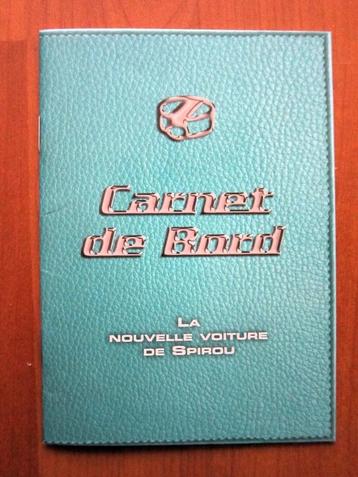 Carnet
de Bord
La
nouvelle voiture
de Spirou